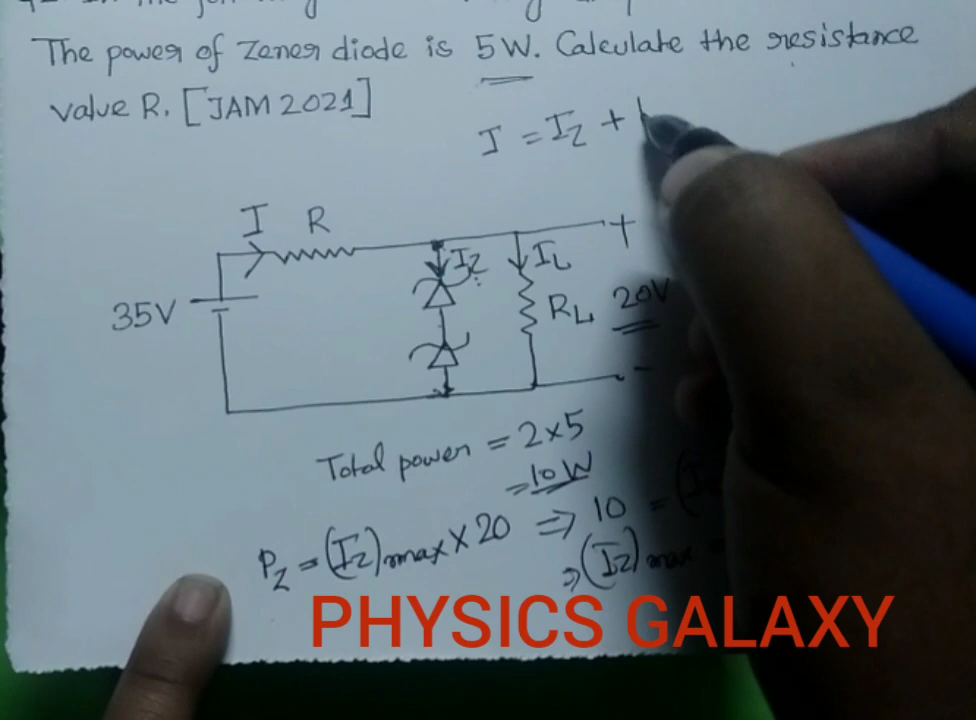 The power of Zener diode is 5W. Calculate the resistance
value R. [JAM 2021]
I = I_Z +
I R
+
I_Z
I_L
35V
R_L 20V
-
Total power = 2×5
= 10 W
P_Z = (I_Z)max × 20 ⇒ 10 =
⇒ (I_Z) max =
PHYSICS GALAXY